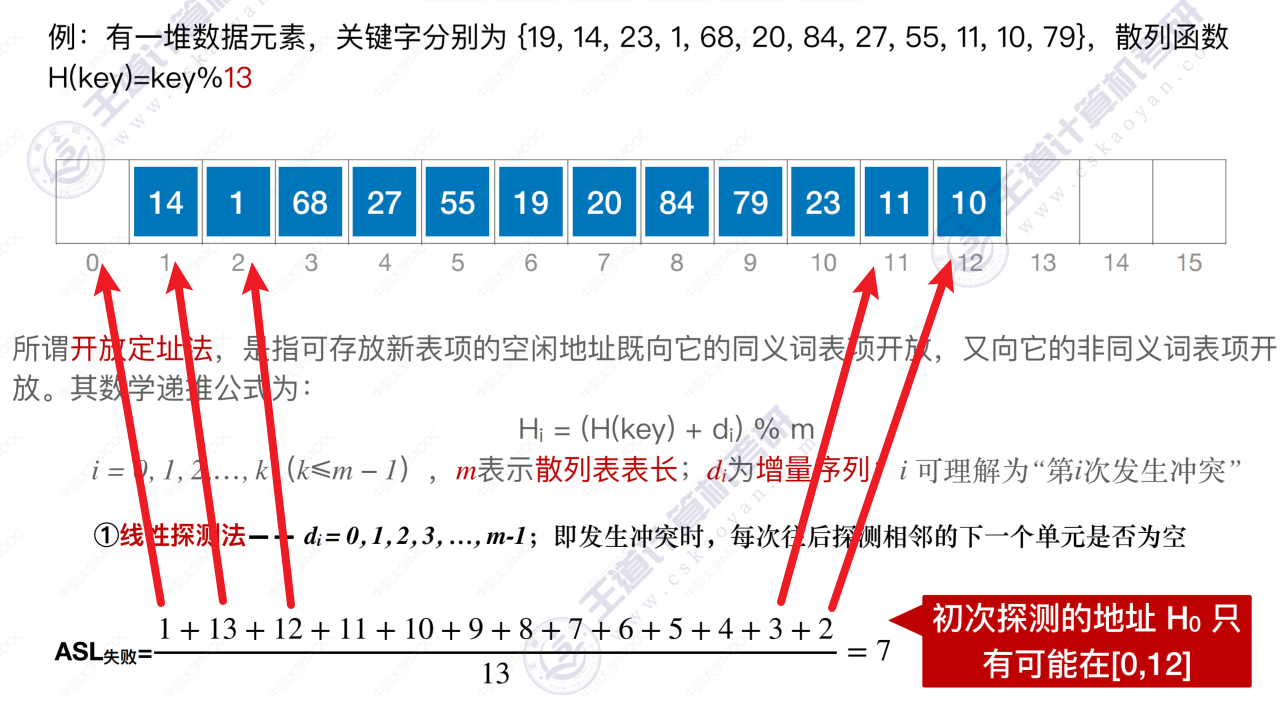 例：有一堆数据元素，关键字分别为 {19, 14, 23, 1, 68, 20, 84, 27, 55, 11, 10, 79}，散列函数
H(key)=key%13
14 1 68 27 55 19 20 84 79 23 11 10
0 1 2 3 4 5 6 7 8 9 10 11 12 13 14 15
所谓开放定址法，是指可存放新表项的空闲地址既向它的同义词表项开放，又向它的非同义词表项开
放。其数学递推公式为：
Hᵢ = (H(key) + dᵢ) % m
i = 0, 1, 2…, k（k≤m − 1），m表示散列表表长；dᵢ为增量序列；i 可理解为“第i次发生冲突”
①线性探测法—— dᵢ = 0, 1, 2, 3, …, m-1；即发生冲突时，每次往后探测相邻的下一个单元是否为空
1 + 13 + 12 + 11 + 10 + 9 + 8 + 7 + 6 + 5 + 4 + 3 + 2
ASL失败= = 7
13
初次探测的地址 H₀ 只
有可能在[0,12]
王道计算机考研
www.cskaoyan.com
中国大学MOOC